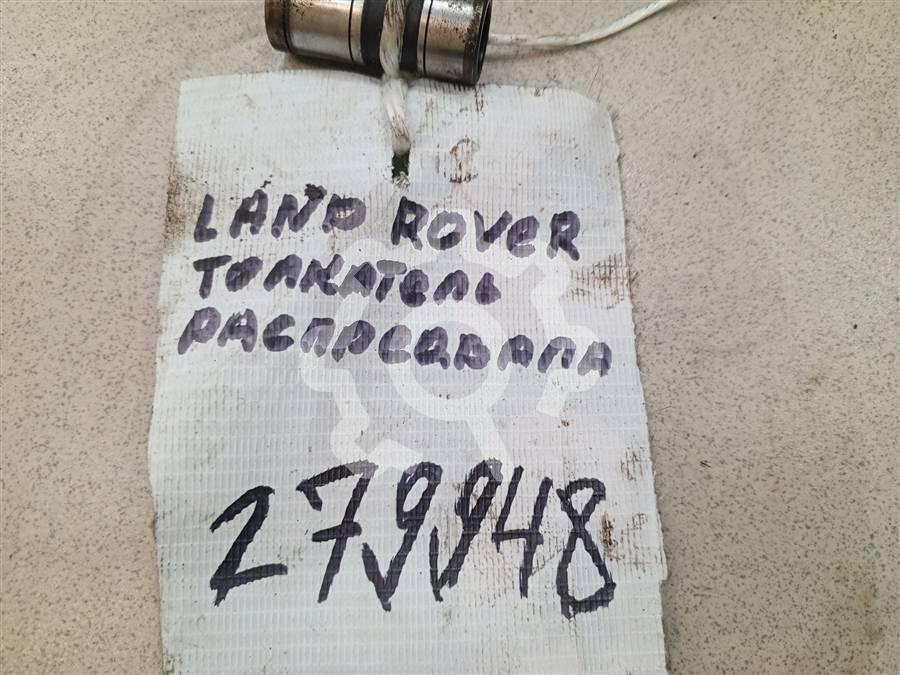 LAND ROVER
ТОЛКАТЕЛЬ
РАСПРЕДВАЛА
279948